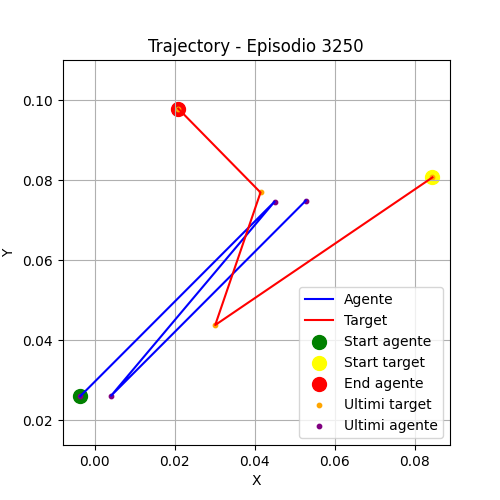 Trajectory - Episodio 3250
0.10
0.08
0.06
0.04
0.02
Y
0.00
0.02
0.04
0.06
0.08
X
Agente
Target
Start agente
Start target
End agente
Ultimi target
Ultimi agente